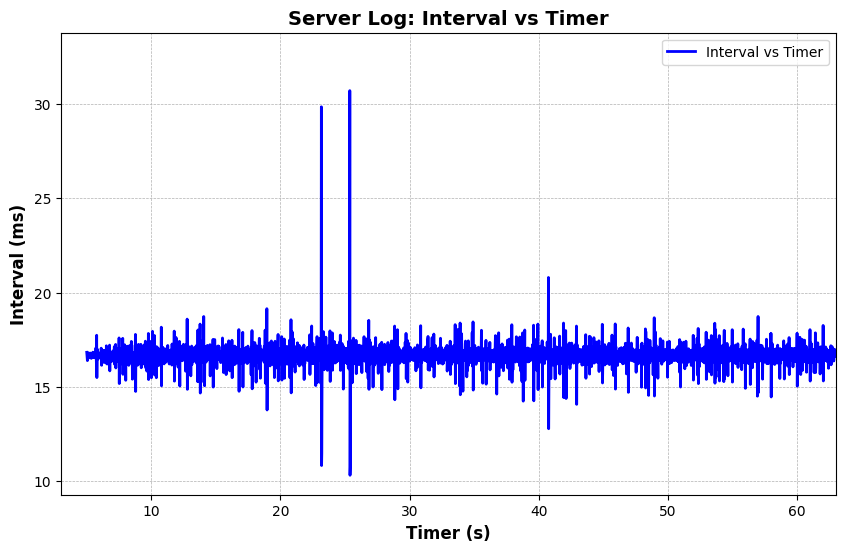 Server Log: Interval vs Timer
Interval vs Timer
30
25
20
15
10
Interval (ms)
10 20 30 40 50 60
Timer (s)